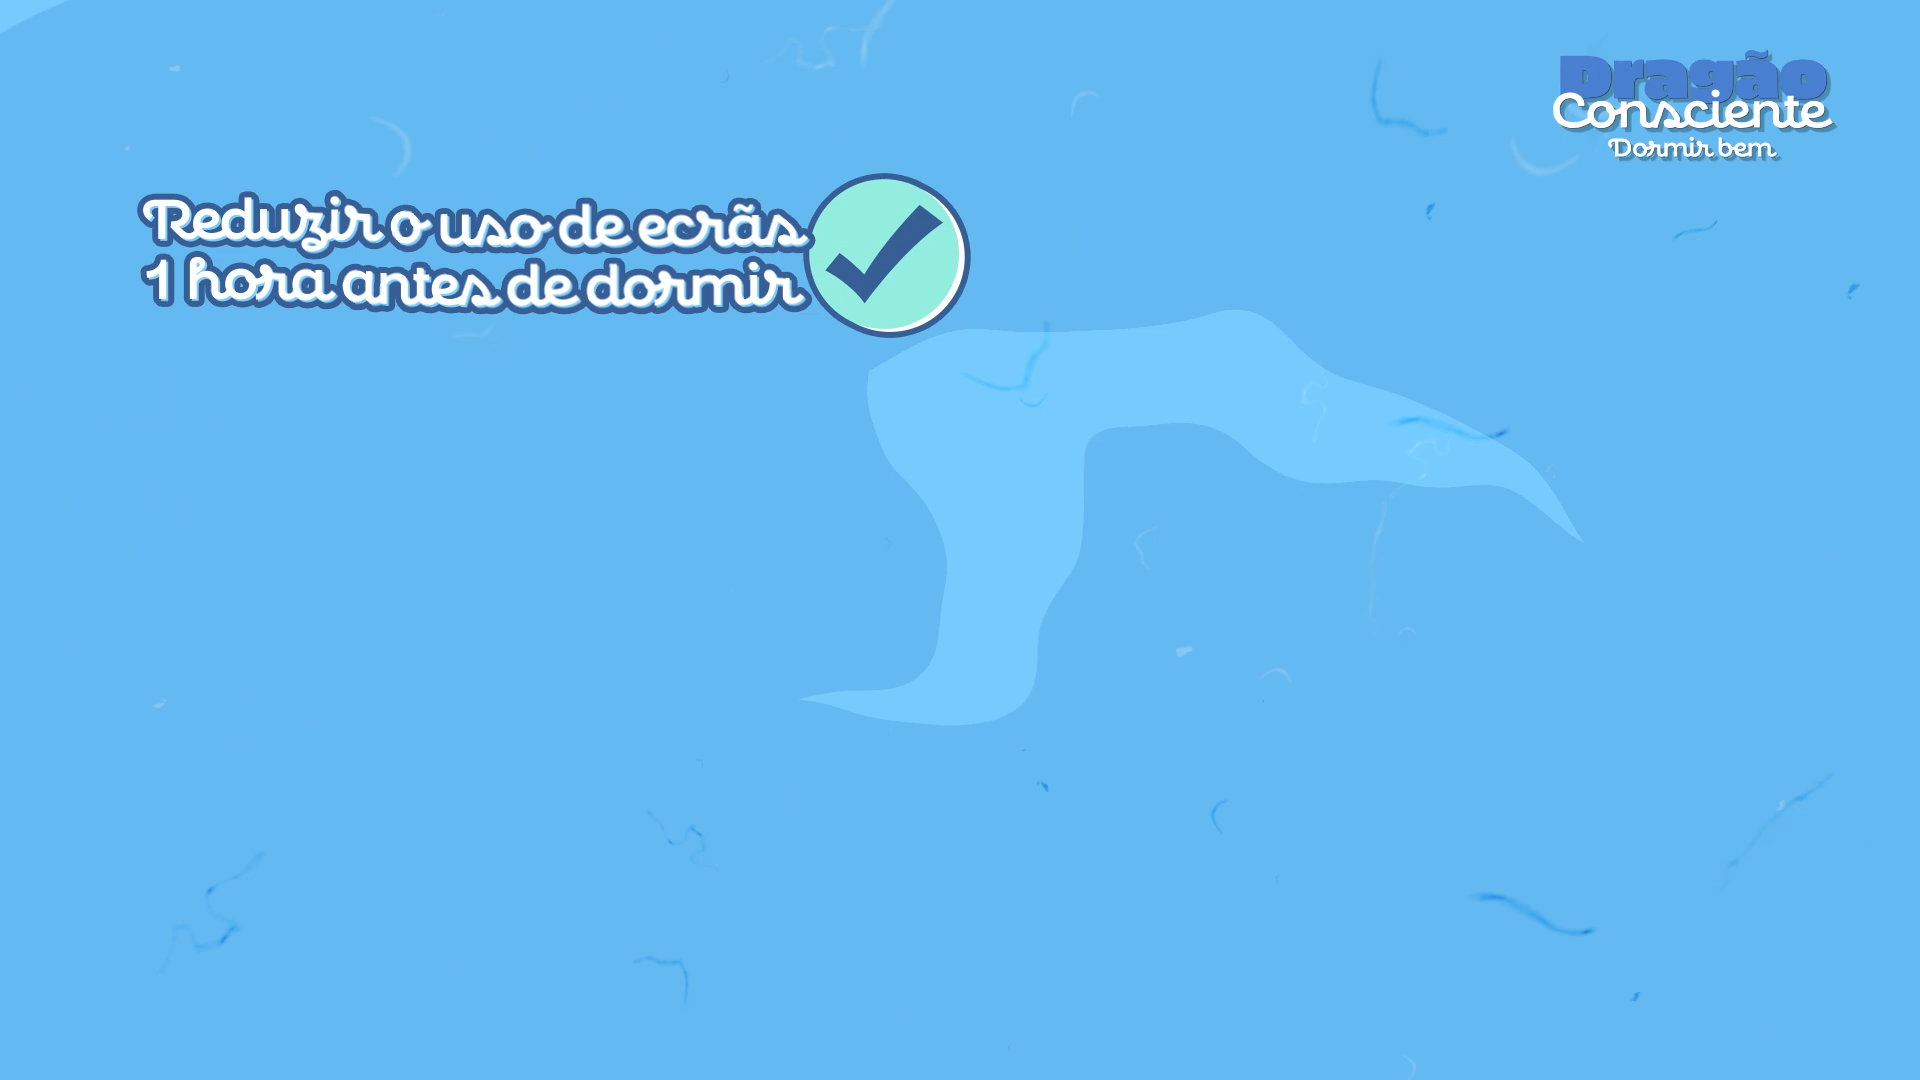 Dragão
Consciente
Dormir bem
Reduzir o uso de ecrãs
1 hora antes de dormir